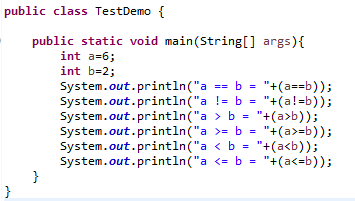 public class TestDemo {
public static void main(String[] args){
int a=6;
int b=2;
System.out.println("a == b = "+(a==b));
System.out.println("a != b = "+(a!=b));
System.out.println("a > b = "+(a>b));
System.out.println("a >= b = "+(a>=b));
System.out.println("a < b = "+(a<b));
System.out.println("a <= b = "+(a<=b));
}
}